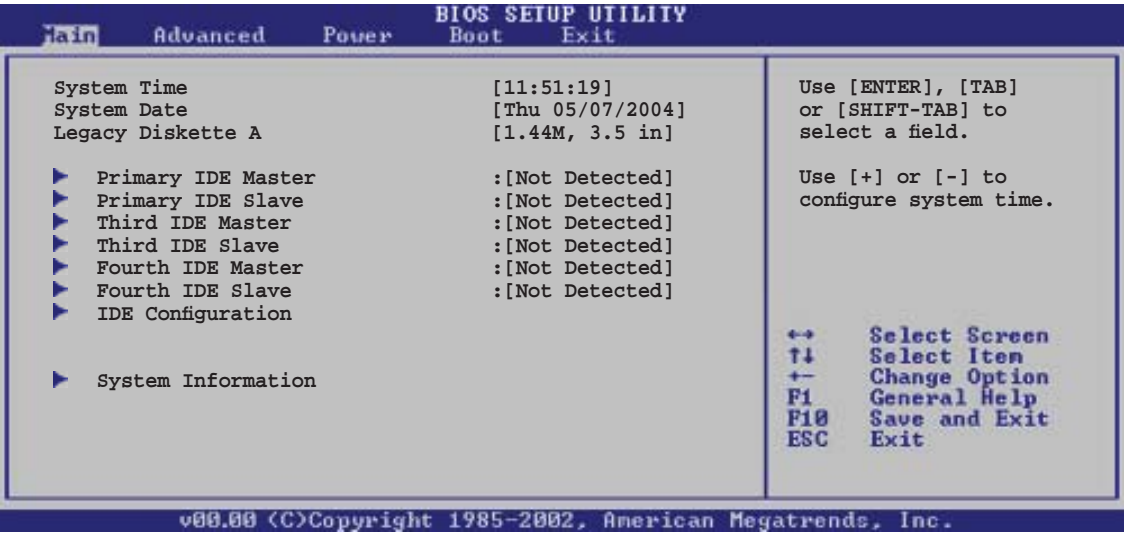 BIOS SETUP UTILITY
Main Advanced Power Boot Exit
System Time [11:51:19]
System Date [Thu 05/07/2004]
Legacy Diskette A [1.44M, 3.5 in]
Primary IDE Master :[Not Detected]
Primary IDE Slave :[Not Detected]
Third IDE Master :[Not Detected]
Third IDE Slave :[Not Detected]
Fourth IDE Master :[Not Detected]
Fourth IDE Slave :[Not Detected]
IDE Configuration
System Information
Use [ENTER], [TAB]
or [SHIFT-TAB] to
select a field.
Use [+] or [-] to
configure system time.
↔ Select Screen
↑↓ Select Item
+- Change Option
F1 General Help
F10 Save and Exit
ESC Exit
v00.00 (C)Copyright 1985-2002, American Megatrends, Inc.